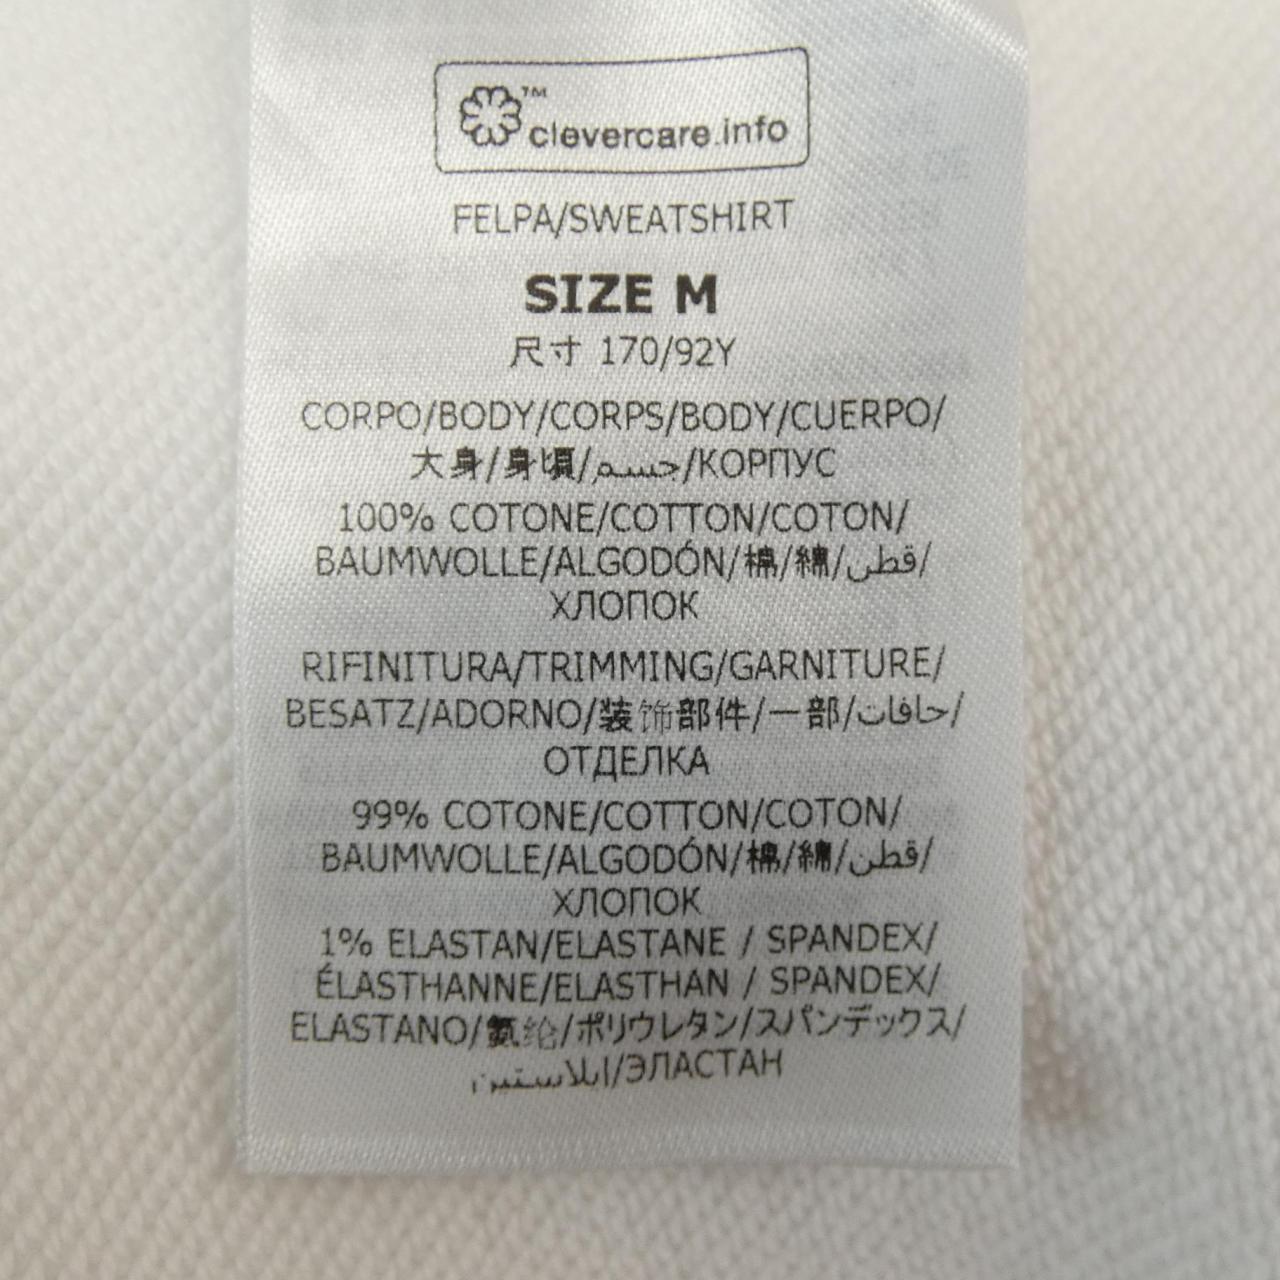 ™
clevercare.info
FELPA/SWEATSHIRT
SIZE M
尺寸 170/92Y
CORPO/BODY/CORPS/BODY/CUERPO/
大身/身頃/جسم/КОРПУС
100% COTONE/COTTON/COTON/
BAUMWOLLE/ALGODÓN/棉/綿/قطن/
ХЛОПОК
RIFINITURA/TRIMMING/GARNITURE/
BESATZ/ADORNO/装饰部件/一部/حافات/
ОТДЕЛКА
99% COTONE/COTTON/COTON/
BAUMWOLLE/ALGODÓN/棉/綿/قطن/
ХЛОПОК
1% ELASTAN/ELASTANE / SPANDEX/
ÉLASTHANNE/ELASTHAN / SPANDEX/
ELASTANO/氨纶/ポリウレタン/スパンデックス/
ايلاستين/ЭЛАСТАН